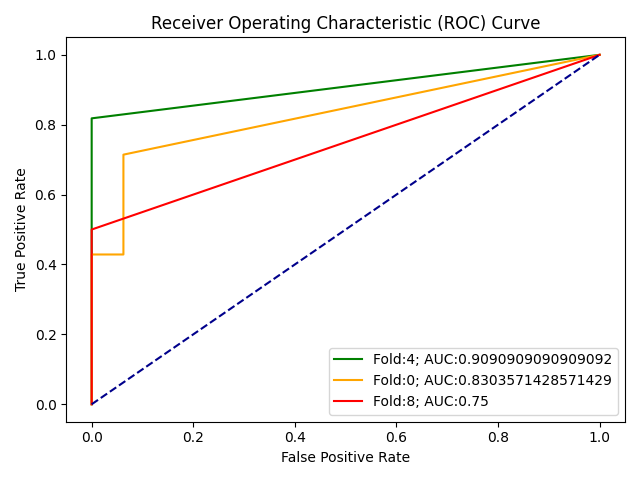 Receiver Operating Characteristic (ROC) Curve
1.0
0.8
0.6
0.4
0.2
0.0
True Positive Rate
Fold:4; AUC:0.9090909090909092
Fold:0; AUC:0.8303571428571429
Fold:8; AUC:0.75
0.0 0.2 0.4 0.6 0.8 1.0
False Positive Rate